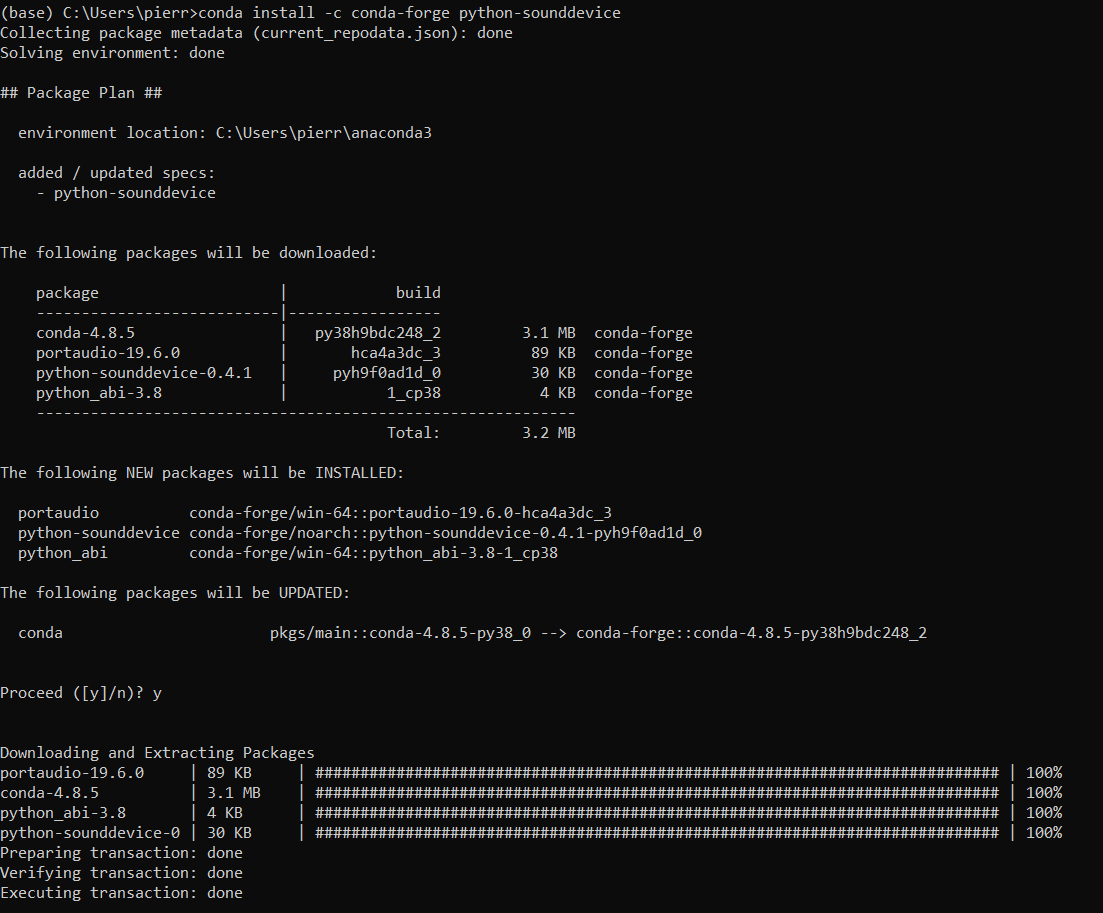 (base) C:\Users\pierr>conda install -c conda-forge python-sounddevice
Collecting package metadata (current_repodata.json): done
Solving environment: done
## Package Plan ##
environment location: C:\Users\pierr\anaconda3
added / updated specs:
- python-sounddevice
The following packages will be downloaded:
package | build
---------------------------|-----------------
conda-4.8.5 | py38h9bdc248_2 3.1 MB conda-forge
portaudio-19.6.0 | hca4a3dc_3 89 KB conda-forge
python-sounddevice-0.4.1 | pyh9f0ad1d_0 30 KB conda-forge
python_abi-3.8 | 1_cp38 4 KB conda-forge
------------------------------------------------------------
Total: 3.2 MB
The following NEW packages will be INSTALLED:
portaudio conda-forge/win-64::portaudio-19.6.0-hca4a3dc_3
python-sounddevice conda-forge/noarch::python-sounddevice-0.4.1-pyh9f0ad1d_0
python_abi conda-forge/win-64::python_abi-3.8-1_cp38
The following packages will be UPDATED:
conda pkgs/main::conda-4.8.5-py38_0 --> conda-forge::conda-4.8.5-py38h9bdc248_2
Proceed ([y]/n)? y
Downloading and Extracting Packages
portaudio-19.6.0 | 89 KB | ############################################################################ | 100%
conda-4.8.5 | 3.1 MB | ############################################################################ | 100%
python_abi-3.8 | 4 KB | ############################################################################ | 100%
python-sounddevice-0 | 30 KB | ############################################################################ | 100%
Preparing transaction: done
Verifying transaction: done
Executing transaction: done